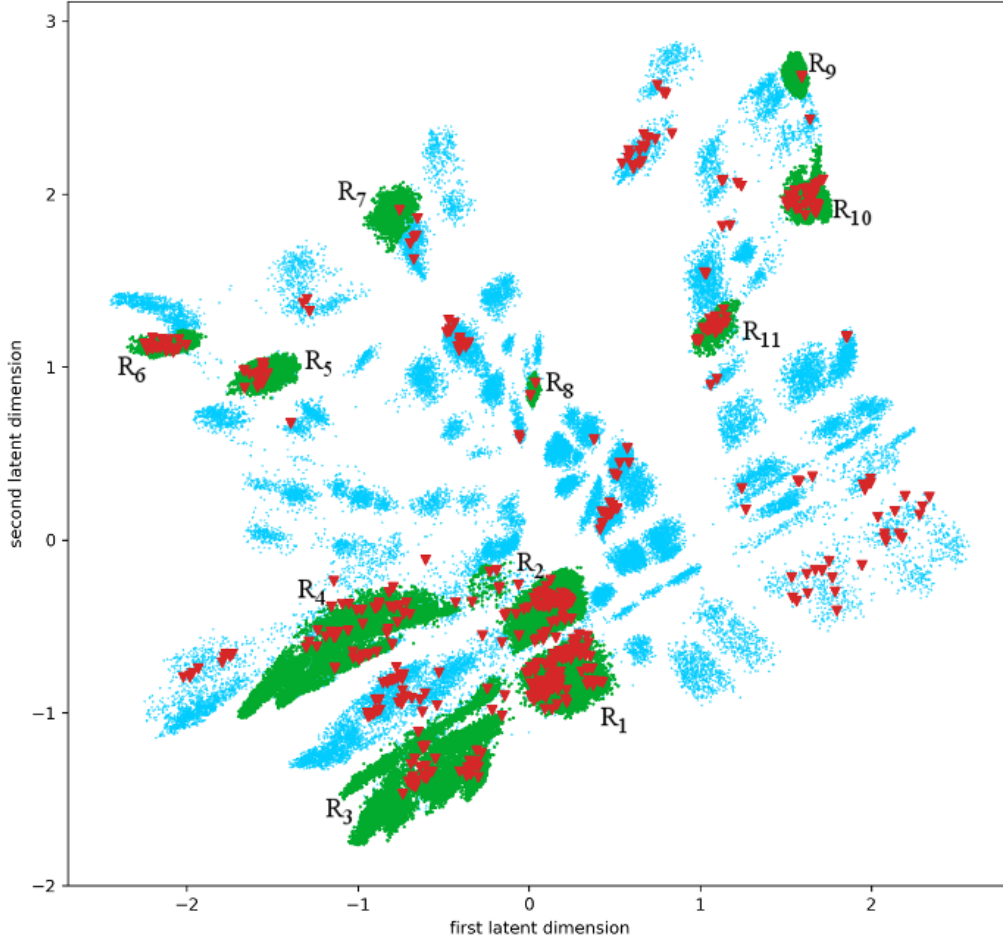 3
R9
2
R7
R10
R11
R5
R6
1
R8
second latent dimension
0
R2
R4
−1
R1
R3
−2
−2 −1 0 1 2
first latent dimension